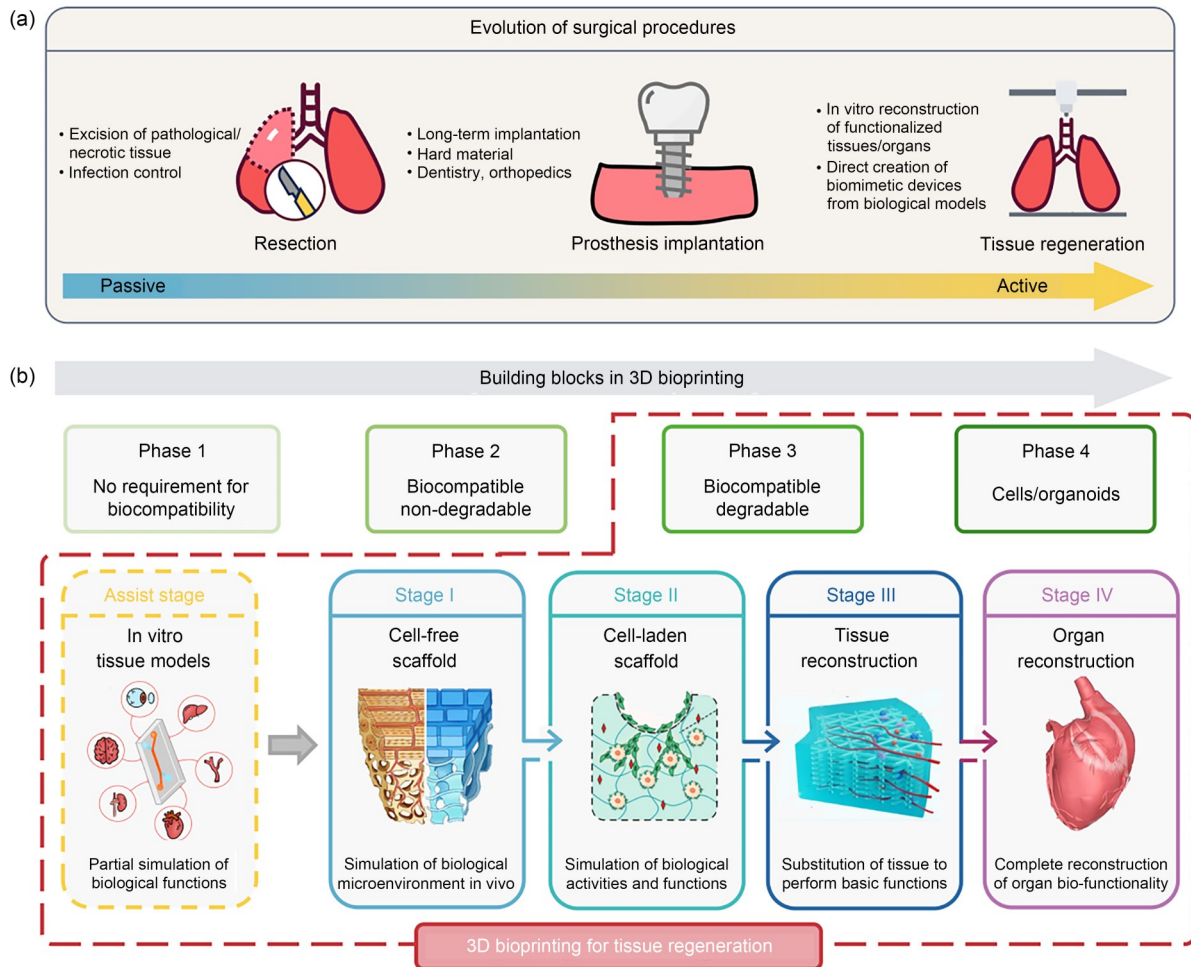 (a)
Evolution of surgical procedures
• Excision of pathological/
necrotic tissue
• Infection control
Resection
• Long-term implantation
• Hard material
• Dentistry, orthopedics
Prosthesis implantation
• In vitro reconstruction
of functionalized
tissues/organs
• Direct creation of
biomimetic devices
from biological models
Tissue regeneration
Passive
Active
(b)
Building blocks in 3D bioprinting
Phase 1
No requirement for
biocompatibility
Phase 2
Biocompatible
non-degradable
Phase 3
Biocompatible
degradable
Phase 4
Cells/organoids
Assist stage
In vitro
tissue models
Partial simulation of
biological functions
Stage I
Cell-free
scaffold
Simulation of biological
microenvironment in vivo
Stage II
Cell-laden
scaffold
Simulation of biological
activities and functions
Stage III
Tissue
reconstruction
Substitution of tissue to
perform basic functions
Stage IV
Organ
reconstruction
Complete reconstruction
of organ bio-functionality
3D bioprinting for tissue regeneration